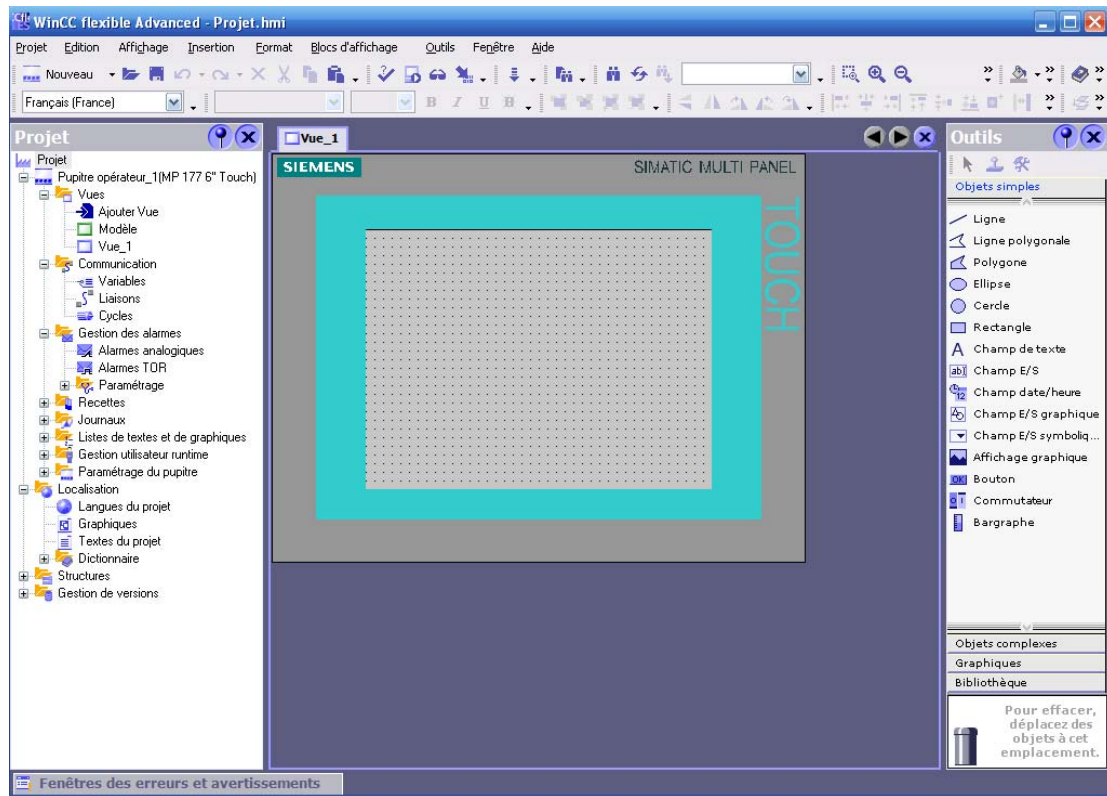 WinCC flexible Advanced - Projet.hmi
Projet Edition Affichage Insertion Format Blocs d'affichage Outils Fenêtre Aide
Nouveau
Français (France)
B I U
Projet
Projet
Pupitre opérateur_1(MP 177 6" Touch)
Vues
Ajouter Vue
Modèle
Vue_1
Communication
Variables
Liaisons
Cycles
Gestion des alarmes
Alarmes analogiques
Alarmes TOR
Paramétrage
Recettes
Journaux
Listes de textes et de graphiques
Gestion utilisateur runtime
Paramétrage du pupitre
Localisation
Langues du projet
Graphiques
Textes du projet
Dictionnaire
Structures
Gestion de versions
Vue_1
SIEMENS
SIMATIC MULTI PANEL
TOUCH
Outils
Objets simples
Ligne
Ligne polygonale
Polygone
Ellipse
Cercle
Rectangle
A Champ de texte
Champ E/S
Champ date/heure
Champ E/S graphique
Champ E/S symboliq...
Affichage graphique
OK Bouton
Commutateur
Bargraphe
Objets complexes
Graphiques
Bibliothèque
Pour effacer,
déplacez des
objets à cet
emplacement.
Fenêtres des erreurs et avertissements